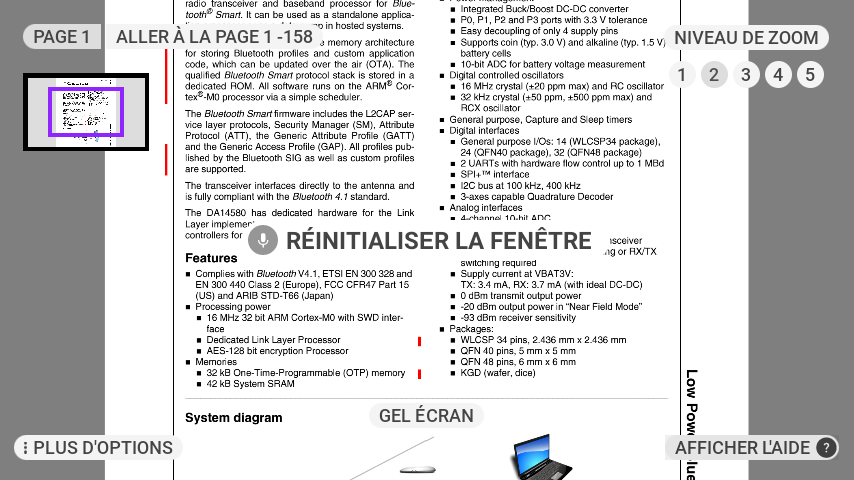 PAGE 1
ALLER À LA PAGE 1 -158
NIVEAU DE ZOOM
1 2 3 4 5
radio transceiver and baseband processor for Blue-
tooth® Smart. It can be used as a standalone applica-
in hosted systems.
memory architecture
for storing Bluetooth profiles and custom application
code, which can be updated over the air (OTA). The
qualified Bluetooth Smart protocol stack is stored in a
dedicated ROM. All software runs on the ARM® Cor-
tex®-M0 processor via a simple scheduler.
The Bluetooth Smart firmware includes the L2CAP ser-
vice layer protocols, Security Manager (SM), Attribute
Protocol (ATT), the Generic Attribute Profile (GATT)
and the Generic Access Profile (GAP). All profiles pub-
lished by the Bluetooth SIG as well as custom profiles
are supported.
The transceiver interfaces directly to the antenna and
is fully compliant with the Bluetooth 4.1 standard.
The DA14580 has dedicated hardware for the Link
Layer
controllers for
Features
■ Complies with Bluetooth V4.1, ETSI EN 300 328 and
EN 300 440 Class 2 (Europe), FCC CFR47 Part 15
(US) and ARIB STD-T66 (Japan)
■ Processing power
■ 16 MHz 32 bit ARM Cortex-M0 with SWD inter-
face
■ Dedicated Link Layer Processor
■ AES-128 bit encryption Processor
■ Memories
■ 32 kB One-Time-Programmable (OTP) memory
■ 42 kB System SRAM
■ Integrated Buck/Boost DC-DC converter
■ P0, P1, P2 and P3 ports with 3.3 V tolerance
■ Easy decoupling of only 4 supply pins
■ Supports coin (typ. 3.0 V) and alkaline (typ. 1.5 V)
battery cells
■ 10-bit ADC for battery voltage measurement
■ Digital controlled oscillators
■ 16 MHz crystal (±20 ppm max) and RC oscillator
■ 32 kHz crystal (±50 ppm, ±500 ppm max) and
RCX oscillator
■ General purpose, Capture and Sleep timers
■ Digital interfaces
■ General purpose I/Os: 14 (WLCSP34 package),
24 (QFN40 package), 32 (QFN48 package)
■ 2 UARTs with hardware flow control up to 1 MBd
■ SPI+™ interface
■ I2C bus at 100 kHz, 400 kHz
■ 3-axes capable Quadrature Decoder
■ Analog interfaces
■ 4-channel 10-bit ADC
RÉINITIALISER LA FENÊTRE
or RX/TX
switching required
■ Supply current at VBAT3V:
TX: 3.4 mA, RX: 3.7 mA (with ideal DC-DC)
■ 0 dBm transmit output power
■ -20 dBm output power in “Near Field Mode”
■ -93 dBm receiver sensitivity
■ Packages:
■ WLCSP 34 pins, 2.436 mm x 2.436 mm
■ QFN 40 pins, 5 mm x 5 mm
■ QFN 48 pins, 6 mm x 6 mm
■ KGD (wafer, dice)
System diagram
Low
GEL ÉCRAN
⋮ PLUS D'OPTIONS
AFFICHER L'AIDE ?